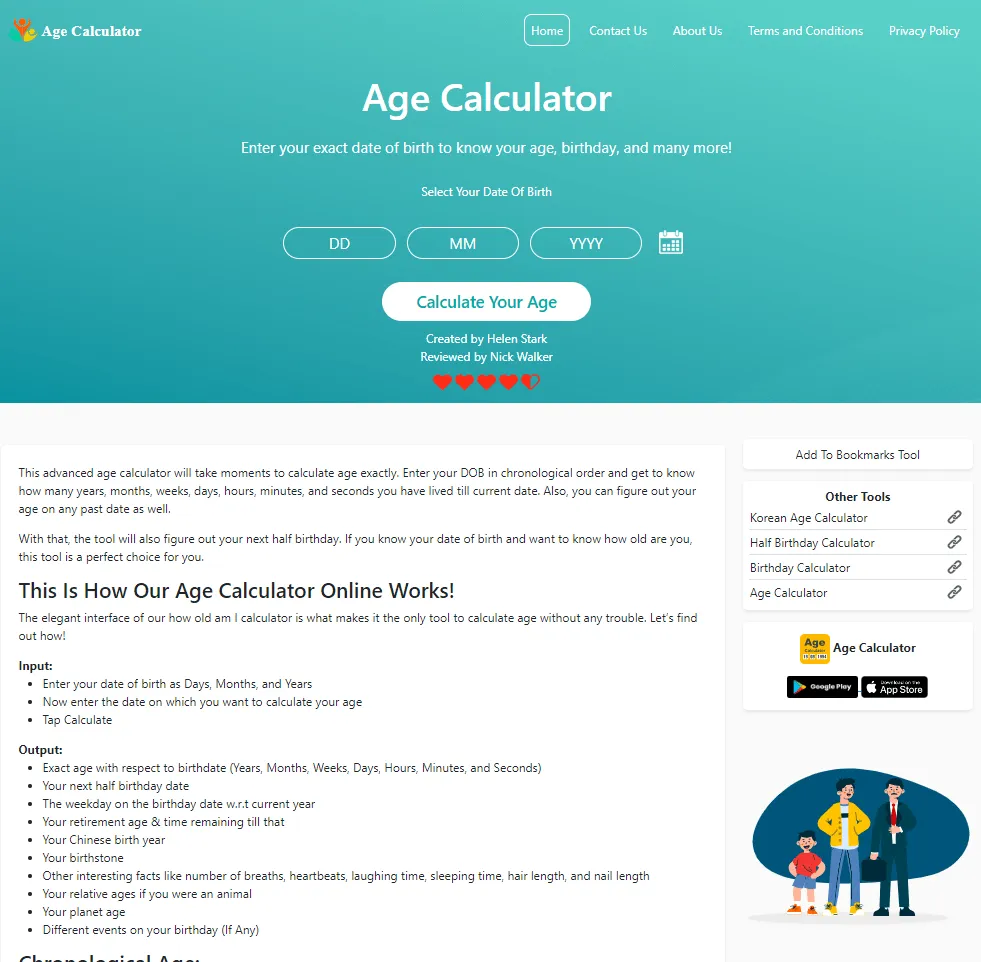 Age Calculator
Home
Contact Us
About Us
Terms and Conditions
Privacy Policy
Age Calculator
Enter your exact date of birth to know your age, birthday, and many more!
Select Your Date Of Birth
DD
MM
YYYY
Calculate Your Age
Created by Helen Stark
Reviewed by Nick Walker
This advanced age calculator will take moments to calculate age exactly. Enter your DOB in chronological order and get to know
how many years, months, weeks, days, hours, minutes, and seconds you have lived till current date. Also, you can figure out your
age on any past date as well.
With that, the tool will also figure out your next half birthday. If you know your date of birth and want to know how old are you,
this tool is a perfect choice for you.
This Is How Our Age Calculator Online Works!
The elegant interface of our how old am I calculator is what makes it the only tool to calculate age without any trouble. Let's find
out how!
Input:
Enter your date of birth as Days, Months, and Years
Now enter the date on which you want to calculate your age
Tap Calculate
Output:
Exact age with respect to birthdate (Years, Months, Weeks, Days, Hours, Minutes, and Seconds)
Your next half birthday date
The weekday on the birthday date w.r.t current year
Your retirement age & time remaining till that
Your Chinese birth year
Your birthstone
Other interesting facts like number of breaths, heartbeats, laughing time, sleeping time, hair length, and nail length
Your relative ages if you were an animal
Your planet age
Different events on your birthday (If Any)
Chronological Age:
Add To Bookmarks Tool
Other Tools
Korean Age Calculator
Half Birthday Calculator
Birthday Calculator
Age Calculator
Age
Calculator
Age Calculator
Google Play
Download on the
App Store